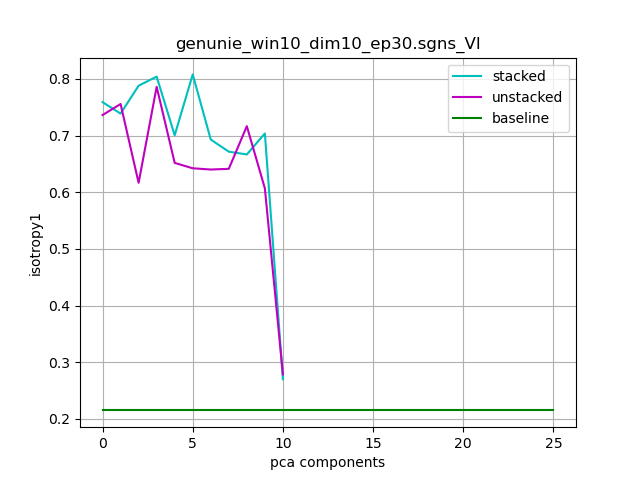 genunie_win10_dim10_ep30.sgns_VI
stacked
unstacked
baseline
isotropy1
0.8
0.7
0.6
0.5
0.4
0.3
0.2
0 5 10 15 20 25
pca components